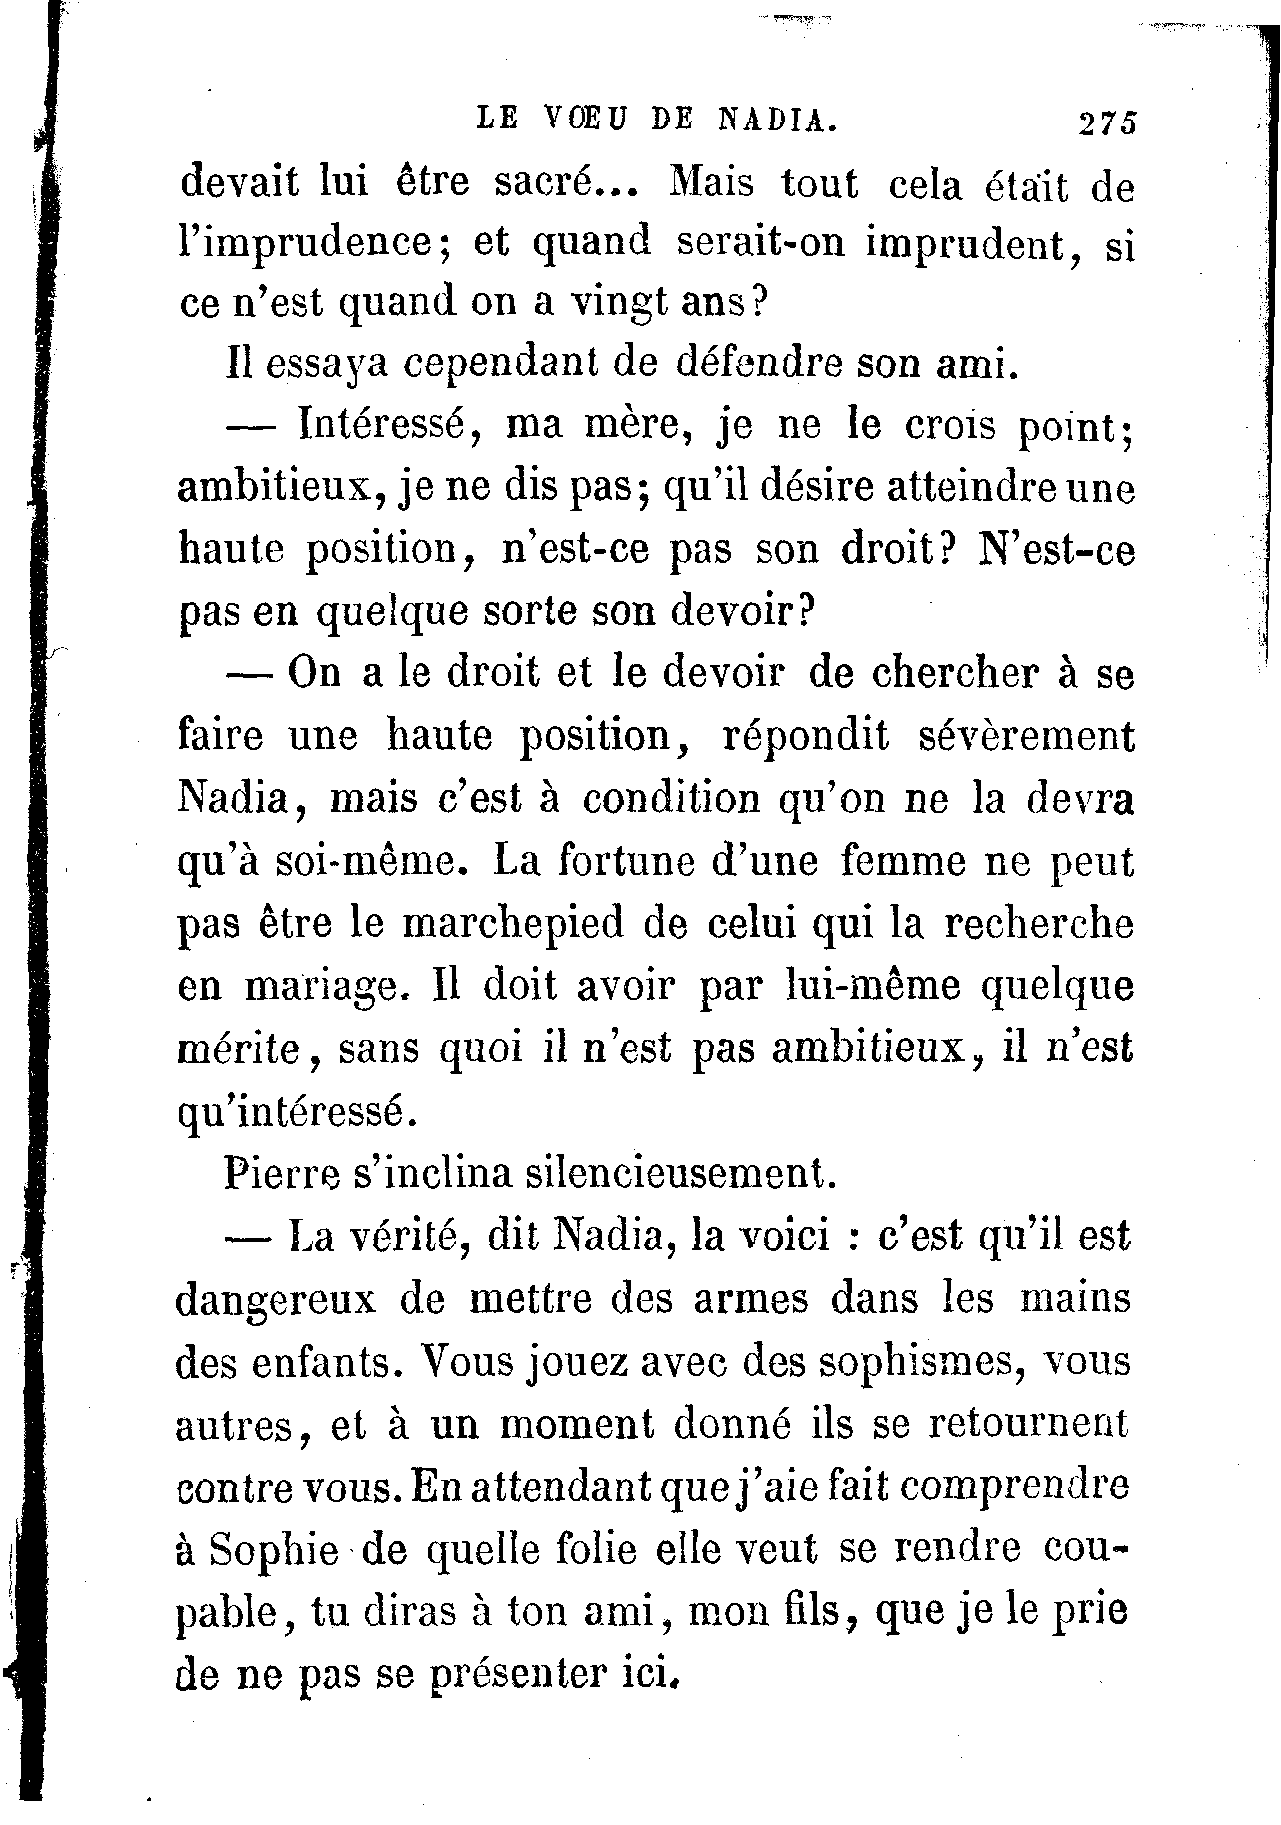 LE VŒU DE NADIA. 275
devait lui être sacré... Mais tout cela était de
l'imprudence; et quand serait-on imprudent, si
ce n'est quand on a vingt ans?
Il essaya cependant de défendre son ami.
— Intéressé, ma mère, je ne le crois point;
ambitieux, je ne dis pas; qu'il désire atteindre une
haute position, n'est-ce pas son droit? N'est-ce
pas en quelque sorte son devoir?
— On a le droit et le devoir de chercher à se
faire une haute position, répondit sévèrement
Nadia, mais c'est à condition qu'on ne la devra
qu'à soi-même. La fortune d'une femme ne peut
pas être le marchepied de celui qui la recherche
en mariage. Il doit avoir par lui-même quelque
mérite, sans quoi il n'est pas ambitieux, il n'est
qu'intéressé.
Pierre s'inclina silencieusement.
— La vérité, dit Nadia, la voici : c'est qu'il est
dangereux de mettre des armes dans les mains
des enfants. Vous jouez avec des sophismes, vous
autres, et à un moment donné ils se retournent
contre vous. En attendant que j'aie fait comprendre
à Sophie de quelle folie elle veut se rendre cou-
pable, tu diras à ton ami, mon fils, que je le prie
de ne pas se présenter ici.